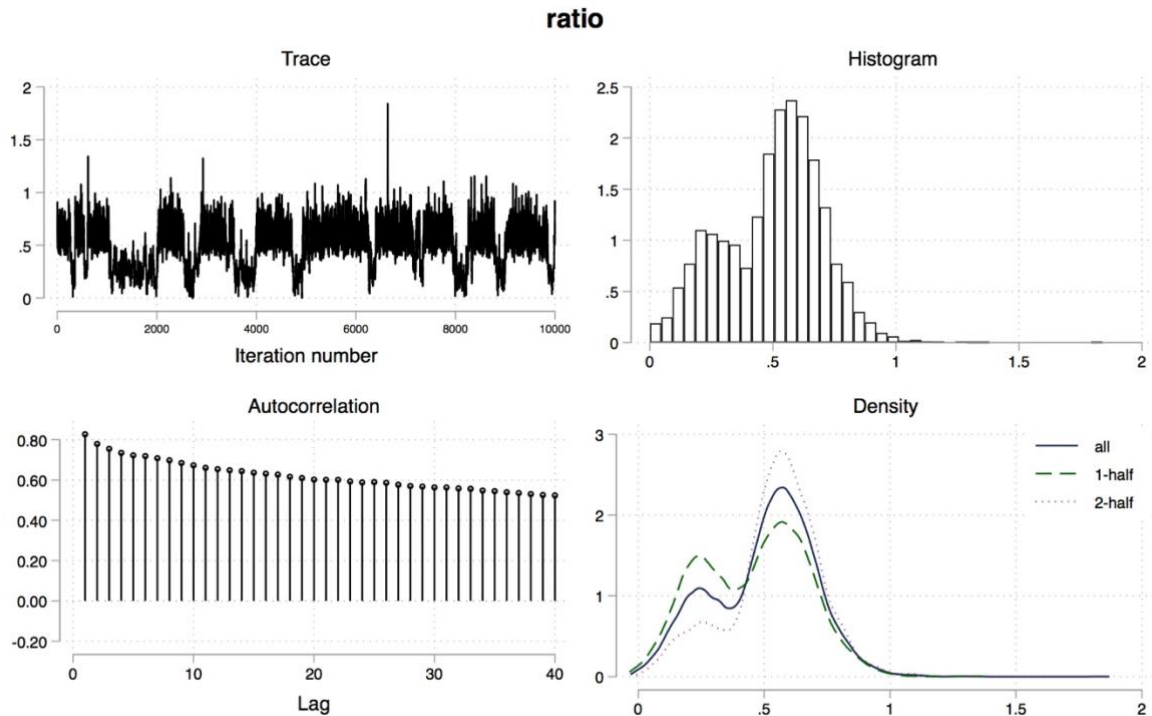 ratio
Trace
2
1.5
1
.5
0
0 2000 4000 6000 8000 10000
Iteration number
Histogram
2.5
2
1.5
1
.5
0
0 .5 1 1.5 2
Autocorrelation
0.80
0.60
0.40
0.20
0.00
-0.20
0 10 20 30 40
Lag
Density
3
2
1
0
0 .5 1 1.5 2
all
1-half
2-half